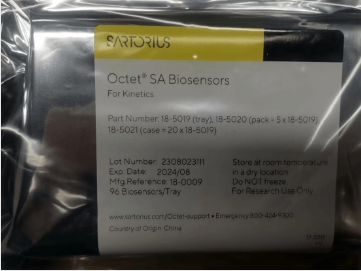 SARTORIUS
Octet® SA Biosensors
For Kinetics
Part Number: 18-5019 (tray), 18-5020 (pack = 5 x 18-5019)
18-5021 (case = 20 x 18-5019)
Lot Number: 2308023111
Exp. Date: 2024/08
Mfg Reference: 18-0009
96 Biosensors/Tray
Store at room temperature
in a dry location.
Do NOT freeze.
For Research Use Only
www.sartorius.com/Octet-support • Emergency 800-424-9300
Country of Origin: China